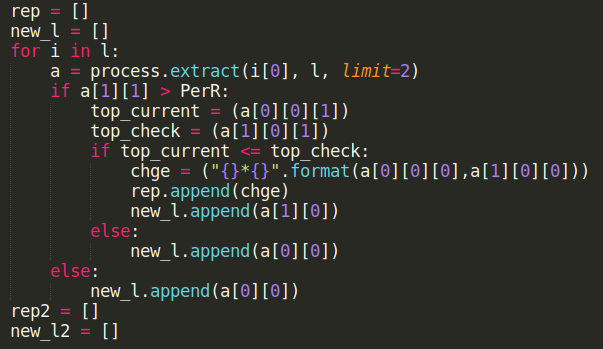 rep = []
new_l = []
for i in l:
    a = process.extract(i[0], l, limit=2)
    if a[1][1] > PerR:
        top_current = (a[0][0][1])
        top_check = (a[1][0][1])
        if top_current <= top_check:
            chge = ("{}*{}".format(a[0][0][0],a[1][0][0]))
            rep.append(chge)
            new_l.append(a[1][0])
        else:
            new_l.append(a[0][0])
    else:
        new_l.append(a[0][0])
rep2 = []
new_l2 = []